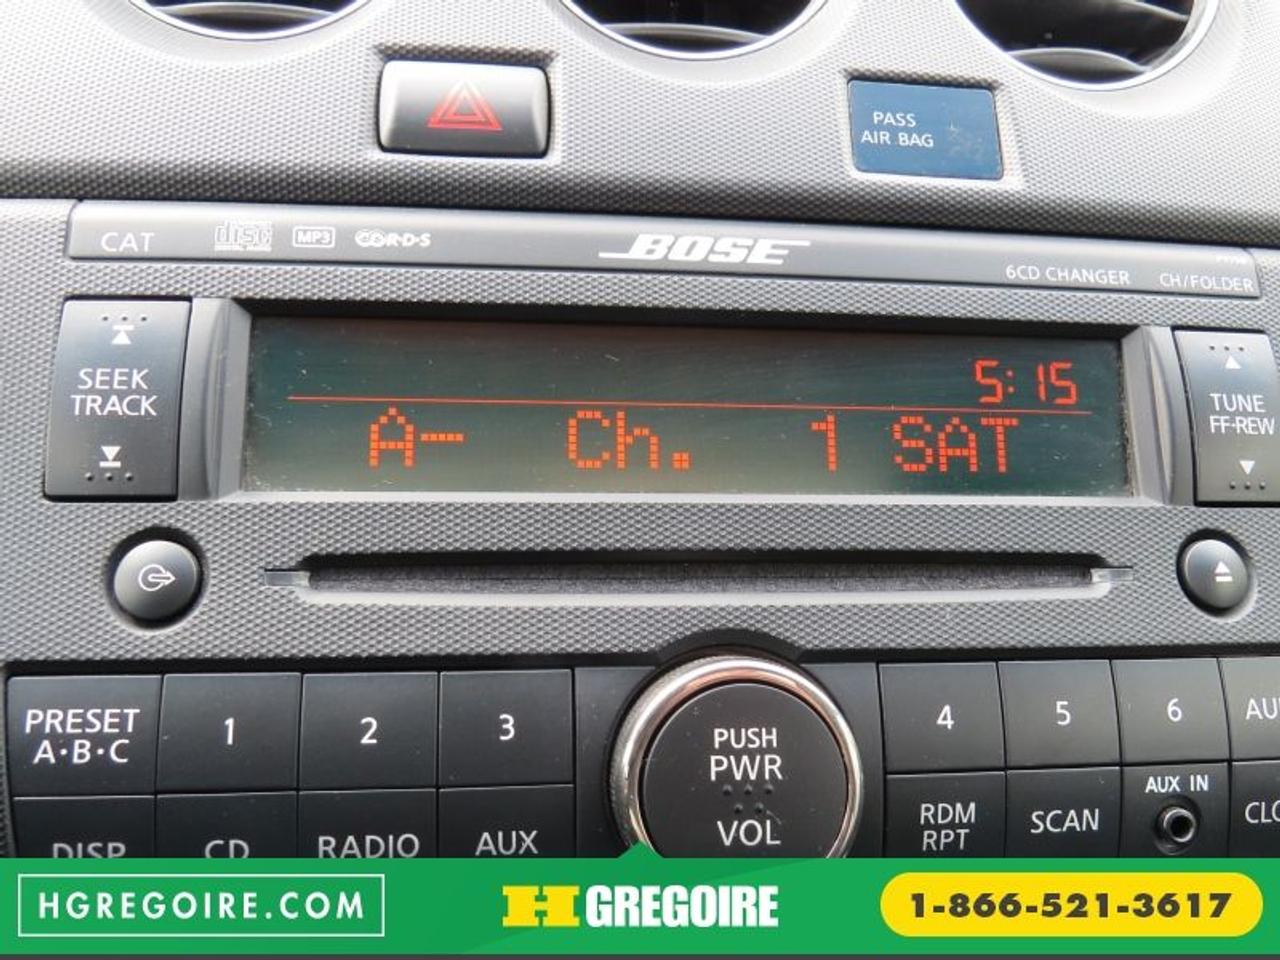 PASS
AIR BAG
CAT
disc
MP3
R·D·S
BOSE
6CD CHANGER
CH/FOLDER
SEEK
TRACK
5:15
A- Ch. 1 SAT
TUNE
FF·REW
PRESET
A·B·C
1
2
3
PUSH
PWR
VOL
4
5
6
DISP
CD
RADIO
AUX
RDM
RPT
SCAN
AUX IN
HGREGOIRE.COM
H GREGOIRE
1-866-521-3617